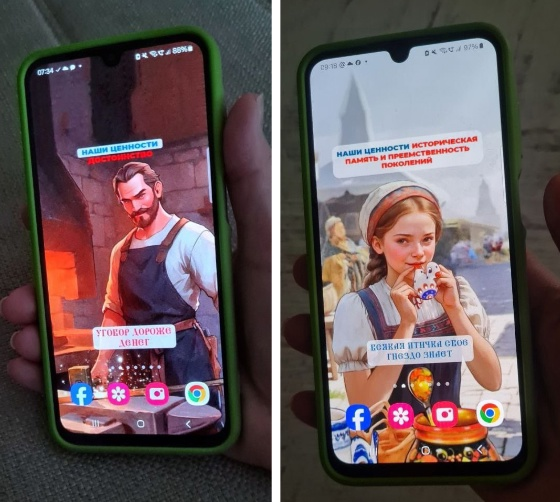 07:34
88%
НАШИ ЦЕННОСТИ
ДОСТОИНСТВО
УГОВОР ДОРОЖЕ
ДЕНЕГ
09:18
87%
НАШИ ЦЕННОСТИ ИСТОРИЧЕСКАЯ
ПАМЯТЬ И ПРЕЕМСТВЕННОСТЬ
ПОКОЛЕНИЙ
ВСЯКАЯ ПТИЧКА СВОЕ
ГНЕЗДО ЗНАЕТ